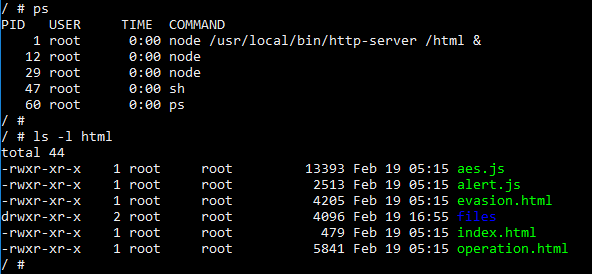 / # ps
PID   USER     TIME  COMMAND
    1 root      0:00 node /usr/local/bin/http-server /html &
   12 root      0:00 node
   29 root      0:00 node
   47 root      0:00 sh
   60 root      0:00 ps
/ #
/ # ls -l html
total 44
-rwxr-xr-x    1 root     root         13393 Feb 19 05:15 aes.js
-rwxr-xr-x    1 root     root          2513 Feb 19 05:15 alert.js
-rwxr-xr-x    1 root     root          4205 Feb 19 05:15 evasion.html
drwxr-xr-x    2 root     root          4096 Feb 19 16:55 files
-rwxr-xr-x    1 root     root           479 Feb 19 05:15 index.html
-rwxr-xr-x    1 root     root          5841 Feb 19 05:15 operation.html
/ #